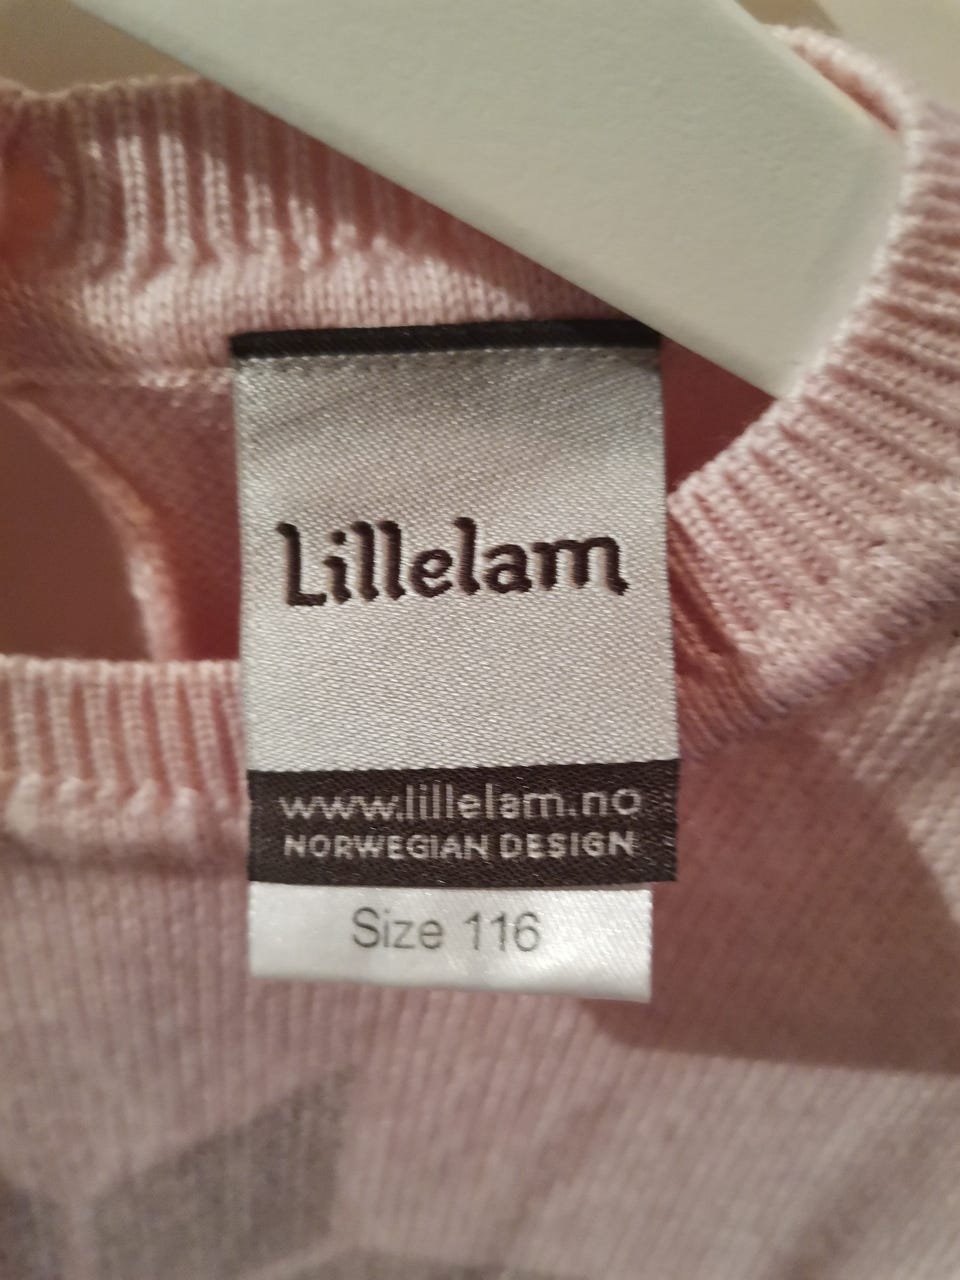 Lillelam
www.lillelam.no
NORWEGIAN DESIGN
Size 116